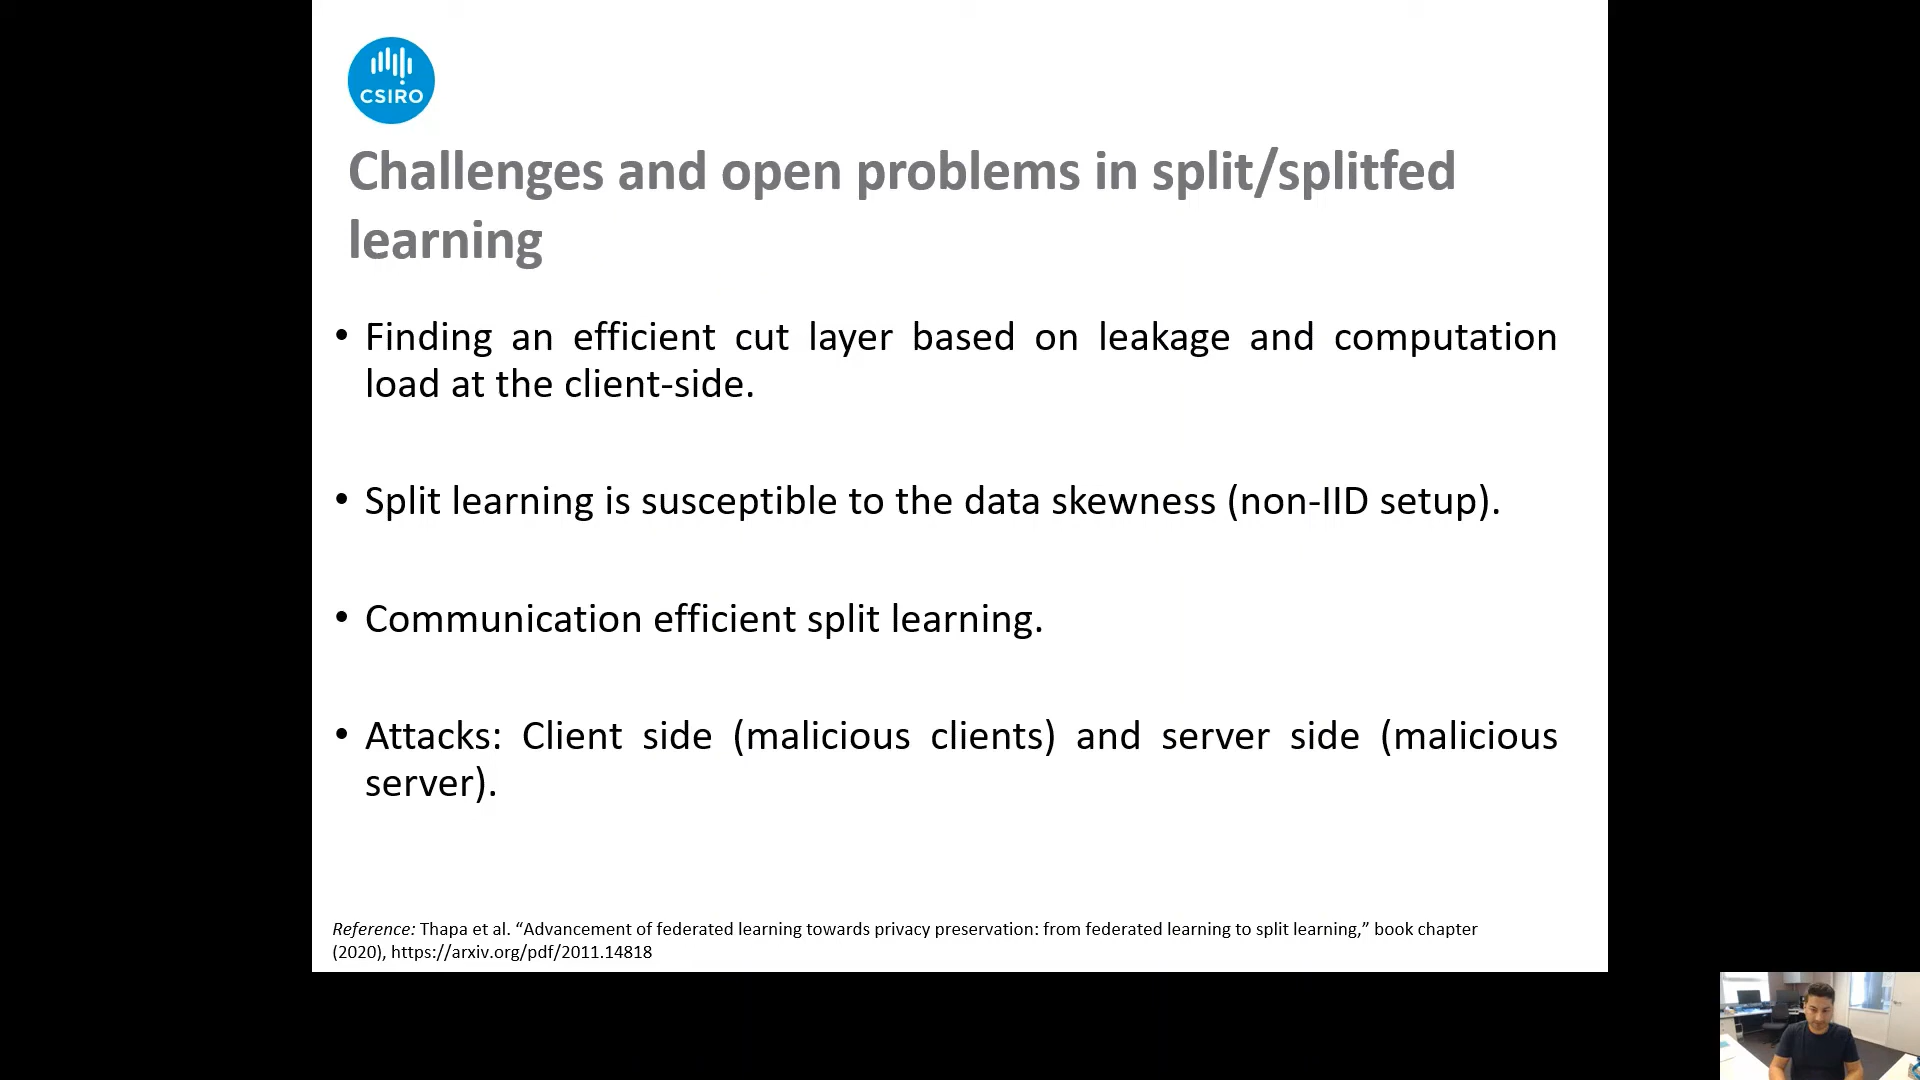 CSIRO
Challenges and open problems in split/splitfed
learning
• Finding an efficient cut layer based on leakage and computation
load at the client-side.
• Split learning is susceptible to the data skewness (non-IID setup).
• Communication efficient split learning.
• Attacks: Client side (malicious clients) and server side (malicious
server).
Reference: Thapa et al. “Advancement of federated learning towards privacy preservation: from federated learning to split learning,” book chapter
(2020), https://arxiv.org/pdf/2011.14818